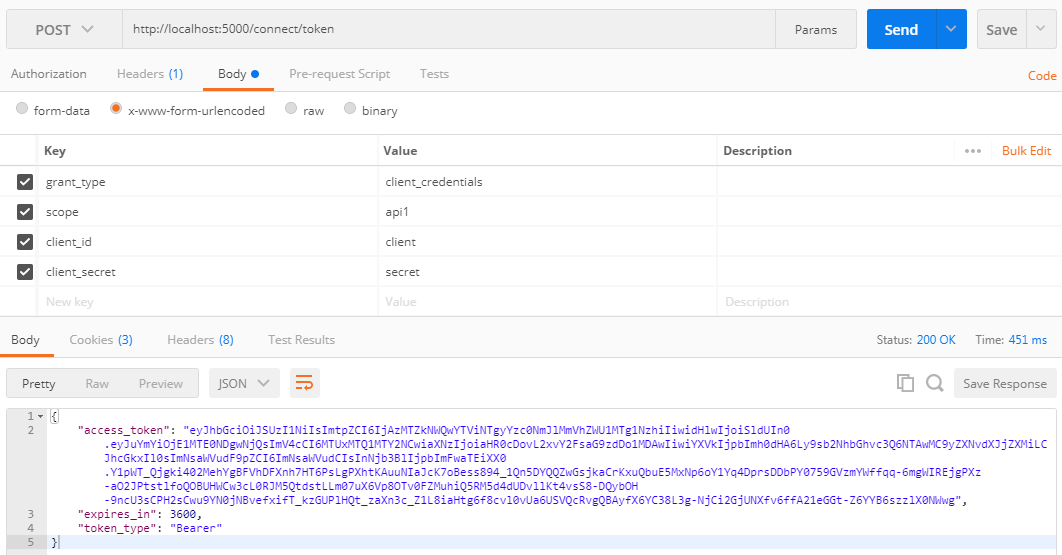 POST http://localhost:5000/connect/token Params Send Save
Authorization Headers (1) Body Pre-request Script Tests Code
form-data x-www-form-urlencoded raw binary
Key Value Description ••• Bulk Edit
grant_type client_credentials
scope api1
client_id client
client_secret secret
New key Value Description
Body Cookies (3) Headers (8) Test Results Status: 200 OK Time: 451 ms
Pretty Raw Preview JSON Save Response
1 {
2 "access_token": "eyJhbGciOiJSUzI1NiIsImtpZCI6IjAzMTZkNWQwYTViNTgyYzc0NmJlMmVhZWU1MTg1NzhiIiwidHlwIjoiSldUIn0
.eyJuYmYiOjE1MTE0NDgwNjQsImV4cCI6MTUxMTQ1MTY2NCwiaXNzIjoiaHR0cDovL2xvY2FsaG9zdDo1MDAwIiwiYXVkIjpbImh0dHA6Ly9sb2NhbGhvc3Q6NTAwMC9yZXNvdXJjZXMiLC
JhcGkxIl0sImNsaWVudF9pZCI6ImNsaWVudCIsInNjb3BlIjpbImFwaTEiXX0
.Y1pWT_Qjgki402MehYgBFVhDFXnh7HT6PsLgPXhtKAuuNIaJcK7oBess894_1Qn5DYQQZwGsjkaCrKxuQbuE5MxNp6oY1Yq4DprsDDbPY0759GVzmYWffqq-6mgWIREjgPXz
-aO2JPtstlfoQOBUHWCw3cL0RJM5QtdstLLm07uX6Vp8OTv0FZMuhiQ5RM5d4dUDvllKt4vsS8-DQybOH
-9ncU3sCPH2sCwu9YN0jNBvefxifT_kzGUP1HQt_zaXn3c_Z1L8iaHtg6f8cvl0vUa6USVQcRvgQBAyfX6YC38L3g-NjCi2GjUNXfv6ffA21eGGt-Z6YYB6szzlX0NWwg",
3 "expires_in": 3600,
4 "token_type": "Bearer"
5 }